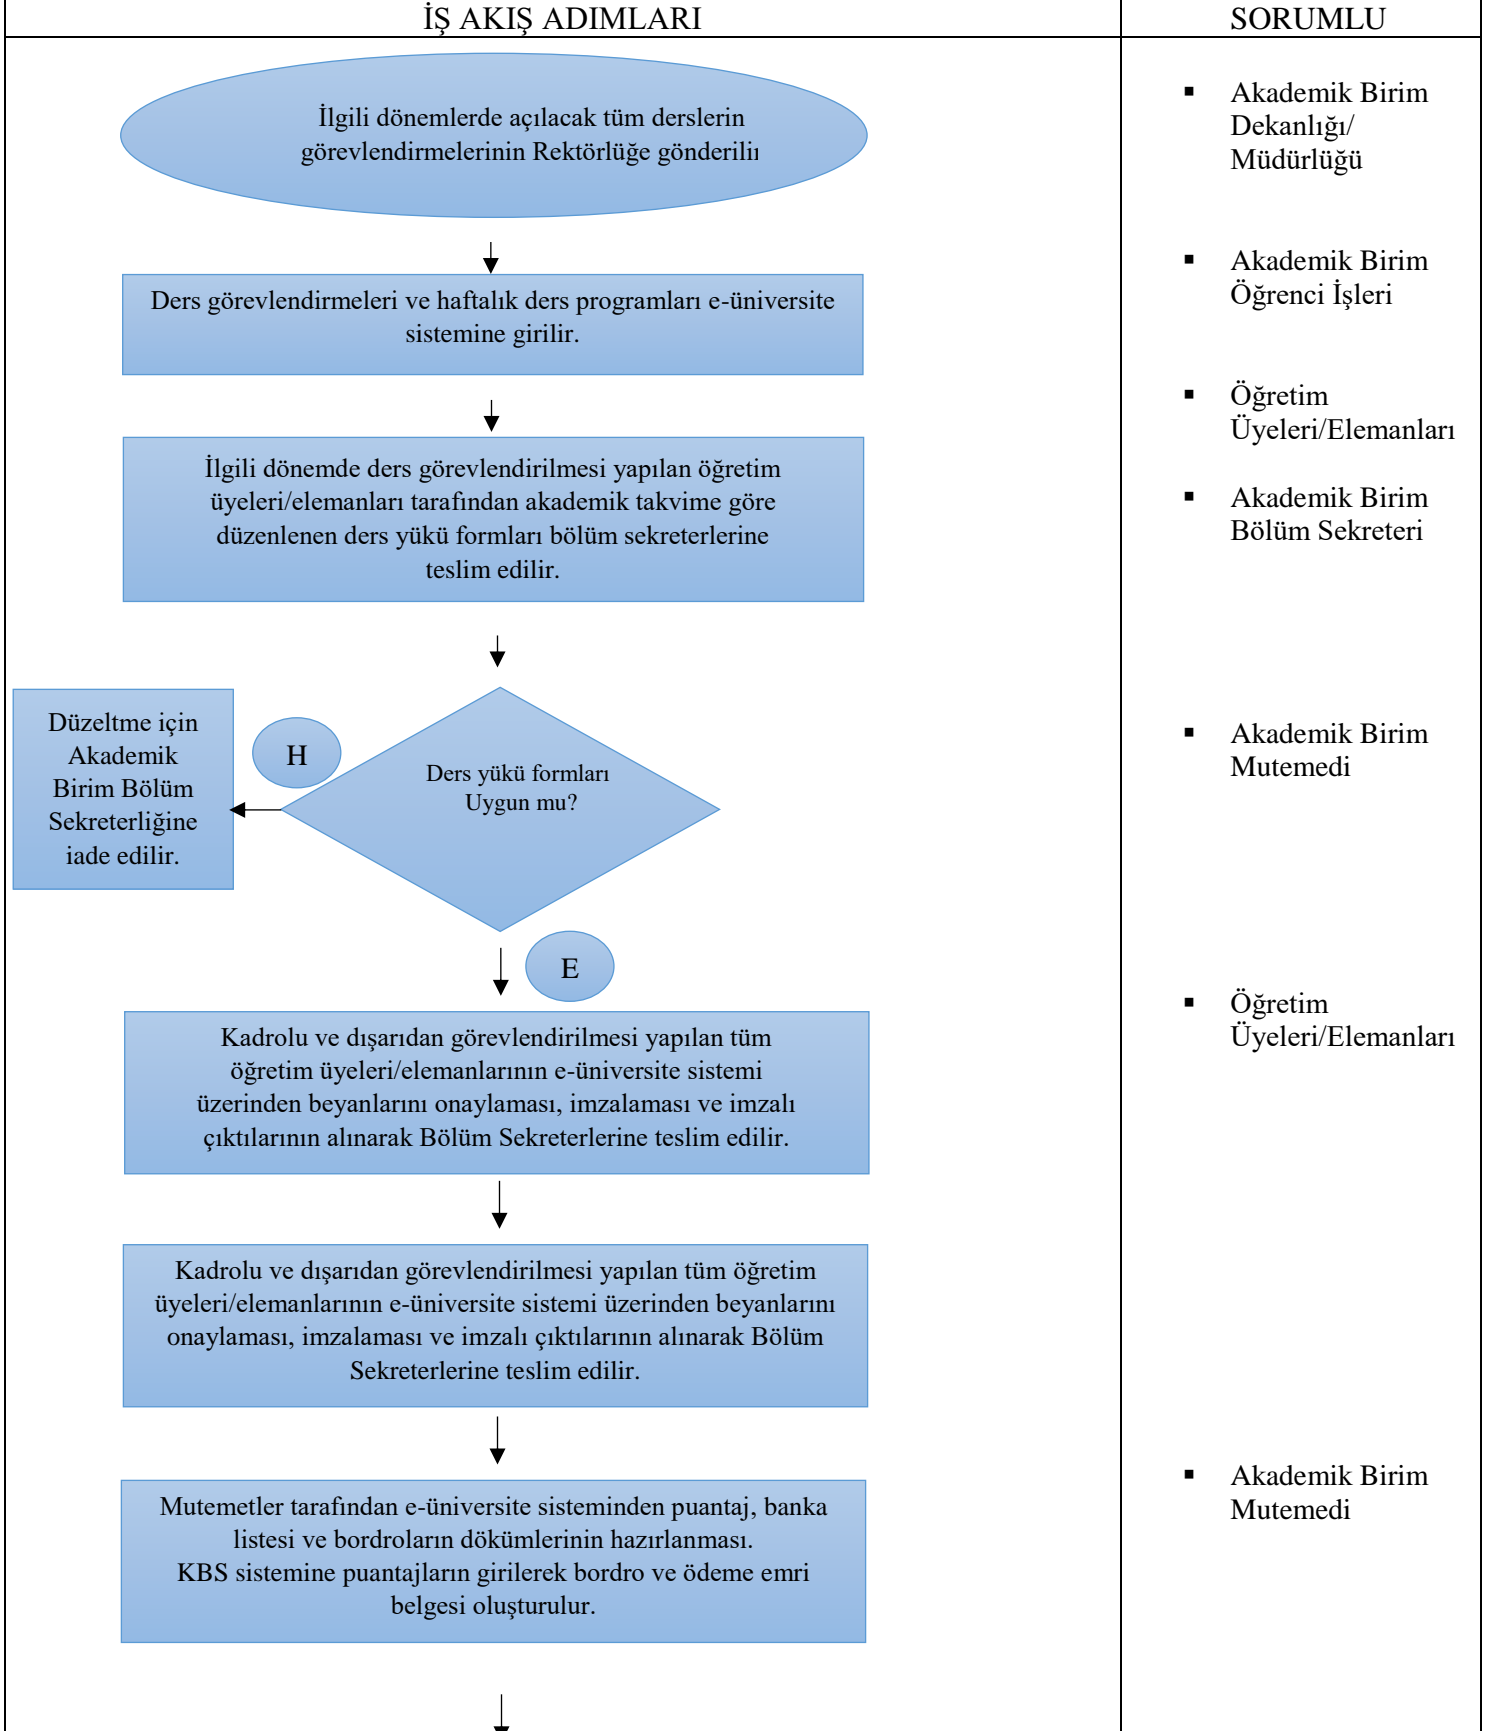 İŞ AKIŞ ADIMLARI
SORUMLU
İlgili dönemlerde açılacak tüm derslerin
görevlendirmelerinin Rektörlüğe gönderilir
▪ Akademik Birim
Dekanlığı/
Müdürlüğü
Ders görevlendirmeleri ve haftalık ders programları e-üniversite
sistemine girilir.
▪ Akademik Birim
Öğrenci İşleri
▪ Öğretim
Üyeleri/Elemanları
İlgili dönemde ders görevlendirilmesi yapılan öğretim
üyeleri/elemanları tarafından akademik takvime göre
düzenlenen ders yükü formları bölüm sekreterlerine
teslim edilir.
▪ Akademik Birim
Bölüm Sekreteri
Düzeltme için
Akademik
Birim Bölüm
Sekreterliğine
iade edilir.
H
Ders yükü formları
Uygun mu?
▪ Akademik Birim
Mutemedi
E
Kadrolu ve dışarıdan görevlendirilmesi yapılan tüm
öğretim üyeleri/elemanlarının e-üniversite sistemi
üzerinden beyanlarını onaylaması, imzalaması ve imzalı
çıktılarının alınarak Bölüm Sekreterlerine teslim edilir.
▪ Öğretim
Üyeleri/Elemanları
Kadrolu ve dışarıdan görevlendirilmesi yapılan tüm öğretim
üyeleri/elemanlarının e-üniversite sistemi üzerinden beyanlarını
onaylaması, imzalaması ve imzalı çıktılarının alınarak Bölüm
Sekreterlerine teslim edilir.
Mutemetler tarafından e-üniversite sisteminden puantaj, banka
listesi ve bordroların dökümlerinin hazırlanması.
KBS sistemine puantajların girilerek bordro ve ödeme emri
belgesi oluşturulur.
▪ Akademik Birim
Mutemedi